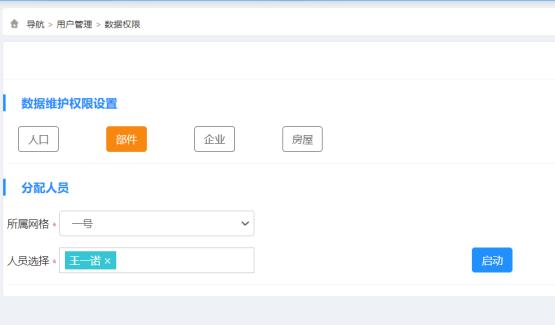 导航 > 用户管理 > 数据权限
数据维护权限设置
人口 部件 企业 房屋
分配人员
所属网格 * 一号
人员选择 * 王一诺 × 启动